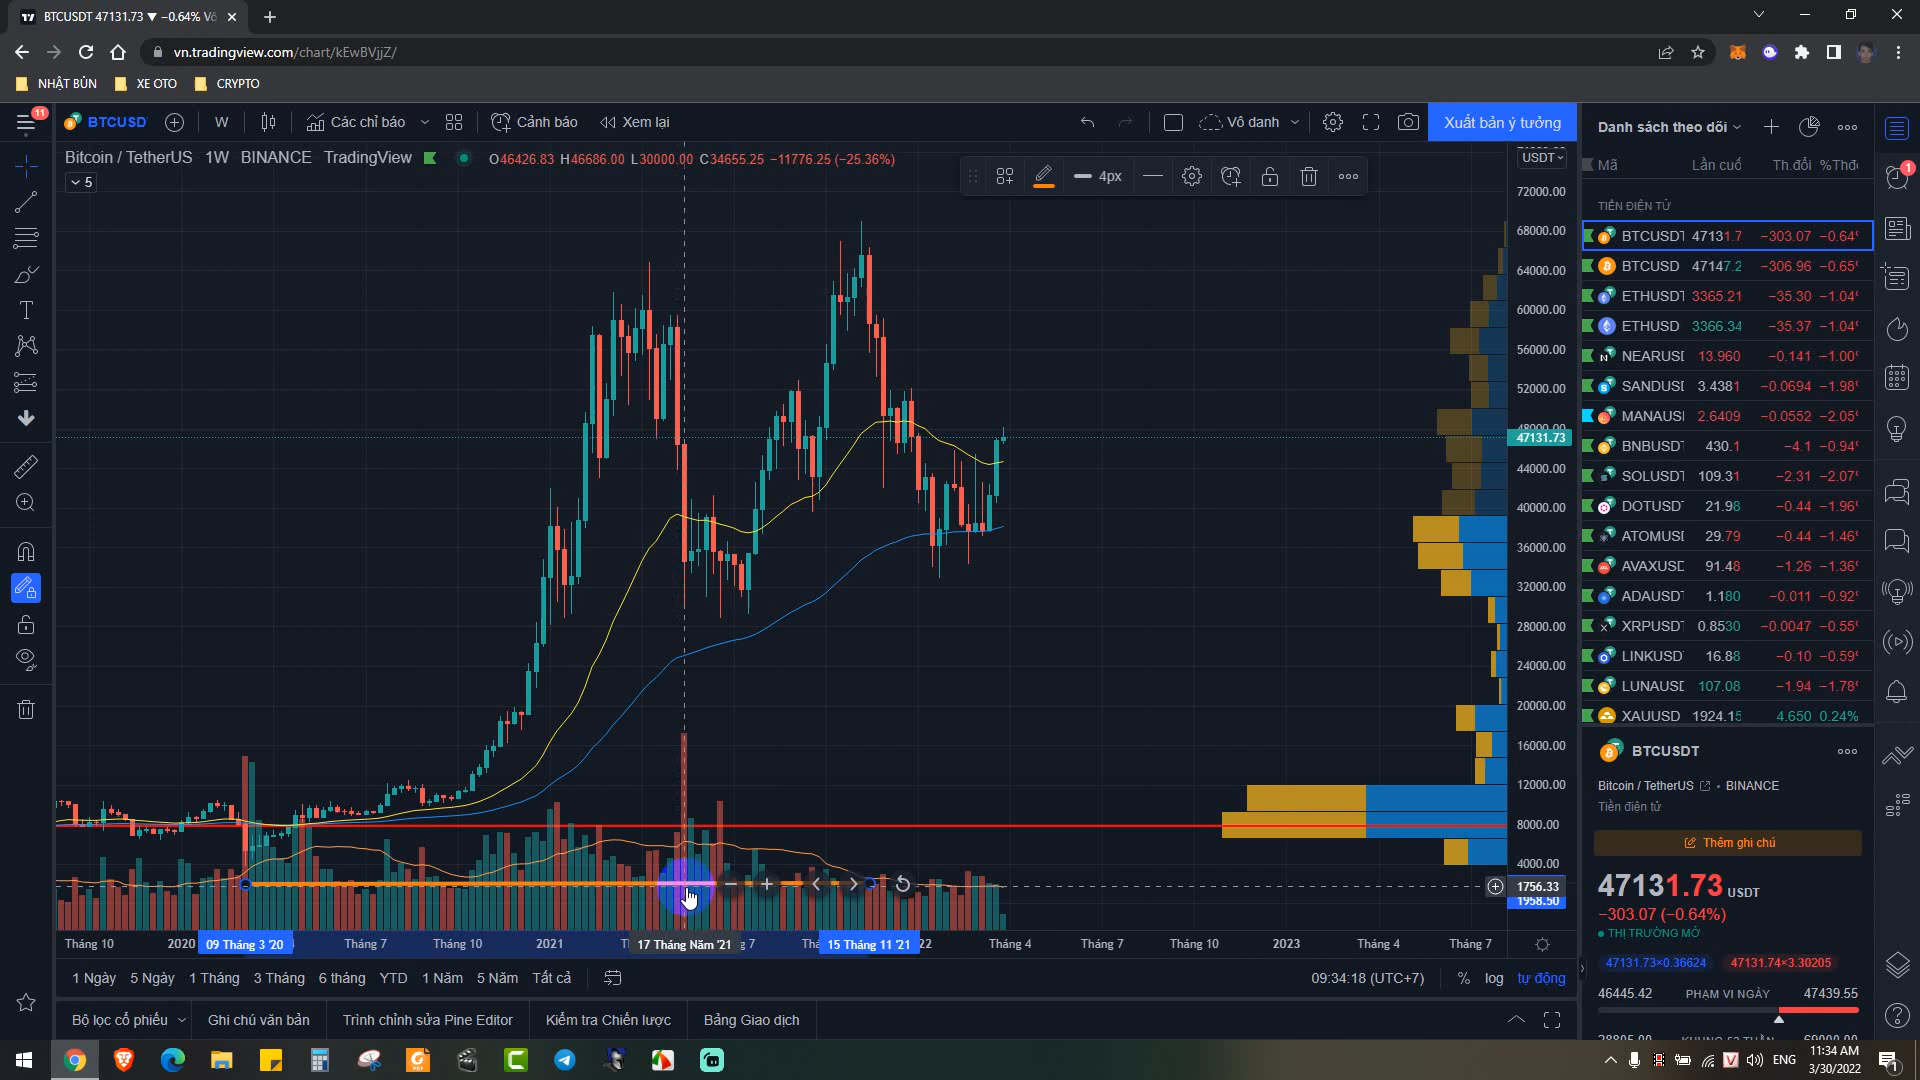 BTCUSDT 47131.73 ▼ −0.64% Vô
vn.tradingview.com/chart/kEwBVjjZ/
NHẬT BỦN
XE OTO
CRYPTO
11
BTCUSD
W
Các chỉ báo
Cảnh báo
Xem lại
Vô danh
Xuất bản ý tưởng
Bitcoin / TetherUS 1W BINANCE TradingView
O46426.83 H46686.00 L30000.00 C34655.25 −11776.25 (−25.36%)
5
4px
USDT
72000.00
68000.00
64000.00
60000.00
56000.00
52000.00
48000.00
47131.73
44000.00
40000.00
36000.00
32000.00
28000.00
24000.00
20000.00
16000.00
12000.00
8000.00
4000.00
1756.33
1958.50
Tháng 10
2020
09 Tháng 3 '20
Tháng 7
Tháng 10
2021
17 Tháng Năm '21
7
15 Tháng 11 '21
22
Tháng 4
Tháng 7
Tháng 10
2023
Tháng 4
Tháng 7
1 Ngày 5 Ngày 1 Tháng 3 Tháng 6 tháng YTD 1 Năm 5 Năm Tất cả
09:34:18 (UTC+7) % log tự động
Bộ lọc cổ phiếu
Ghi chú văn bản
Trình chỉnh sửa Pine Editor
Kiểm tra Chiến lược
Bảng Giao dịch
Danh sách theo dõi
Mã Lần cuố Th.đổi %Thđ
TIỀN ĐIỆN TỬ
BTCUSDT 47131.7 −303.07 −0.64%
BTCUSD 47147.2 −306.96 −0.65%
ETHUSDT 3365.21 −35.30 −1.04%
ETHUSD 3366.34 −35.37 −1.04%
NEARUSD 13.960 −0.141 −1.00%
SANDUSD 3.4381 −0.0694 −1.98%
MANAUSD 2.6409 −0.0552 −2.05%
BNBUSDT 430.1 −4.1 −0.94%
SOLUSDT 109.31 −2.31 −2.07%
DOTUSDT 21.98 −0.44 −1.96%
ATOMUSD 29.79 −0.44 −1.46%
AVAXUSD 91.48 −1.26 −1.36%
ADAUSDT 1.180 −0.011 −0.92%
XRPUSDT 0.8530 −0.0047 −0.55%
LINKUSD 16.88 −0.10 −0.59%
LUNAUSD 107.08 −1.94 −1.78%
XAUUSD 1924.15 4.650 0.24%
BTCUSDT
Bitcoin / TetherUS • BINANCE
Tiền điện tử
Thêm ghi chú
47131.73 USDT
−303.07 (−0.64%)
THỊ TRƯỜNG MỞ
47131.73×0.36624 47131.74×3.30205
46445.42 PHẠM VI NGÀY 47439.55
1
ENG
11:34 AM
3/30/2022
1